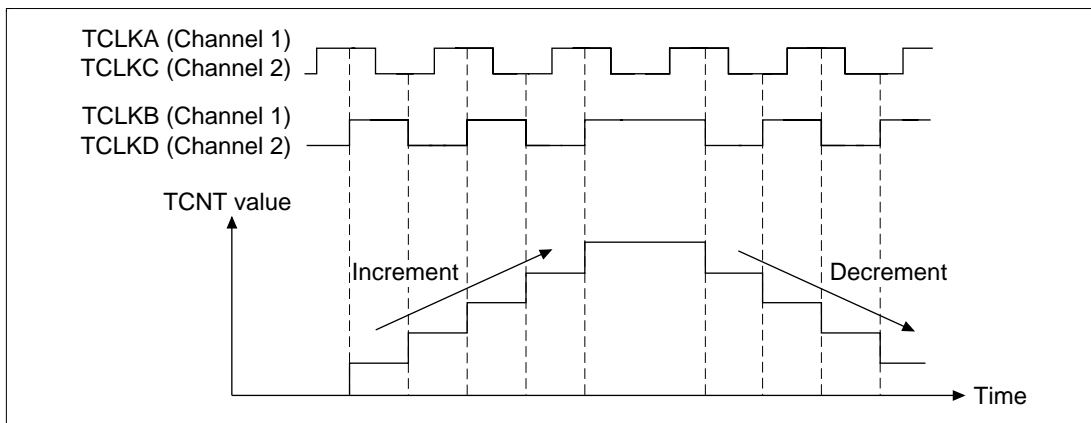 TCLKA (Channel 1)
TCLKC (Channel 2)
TCLKB (Channel 1)
TCLKD (Channel 2)
TCNT value
Increment
Decrement
Time